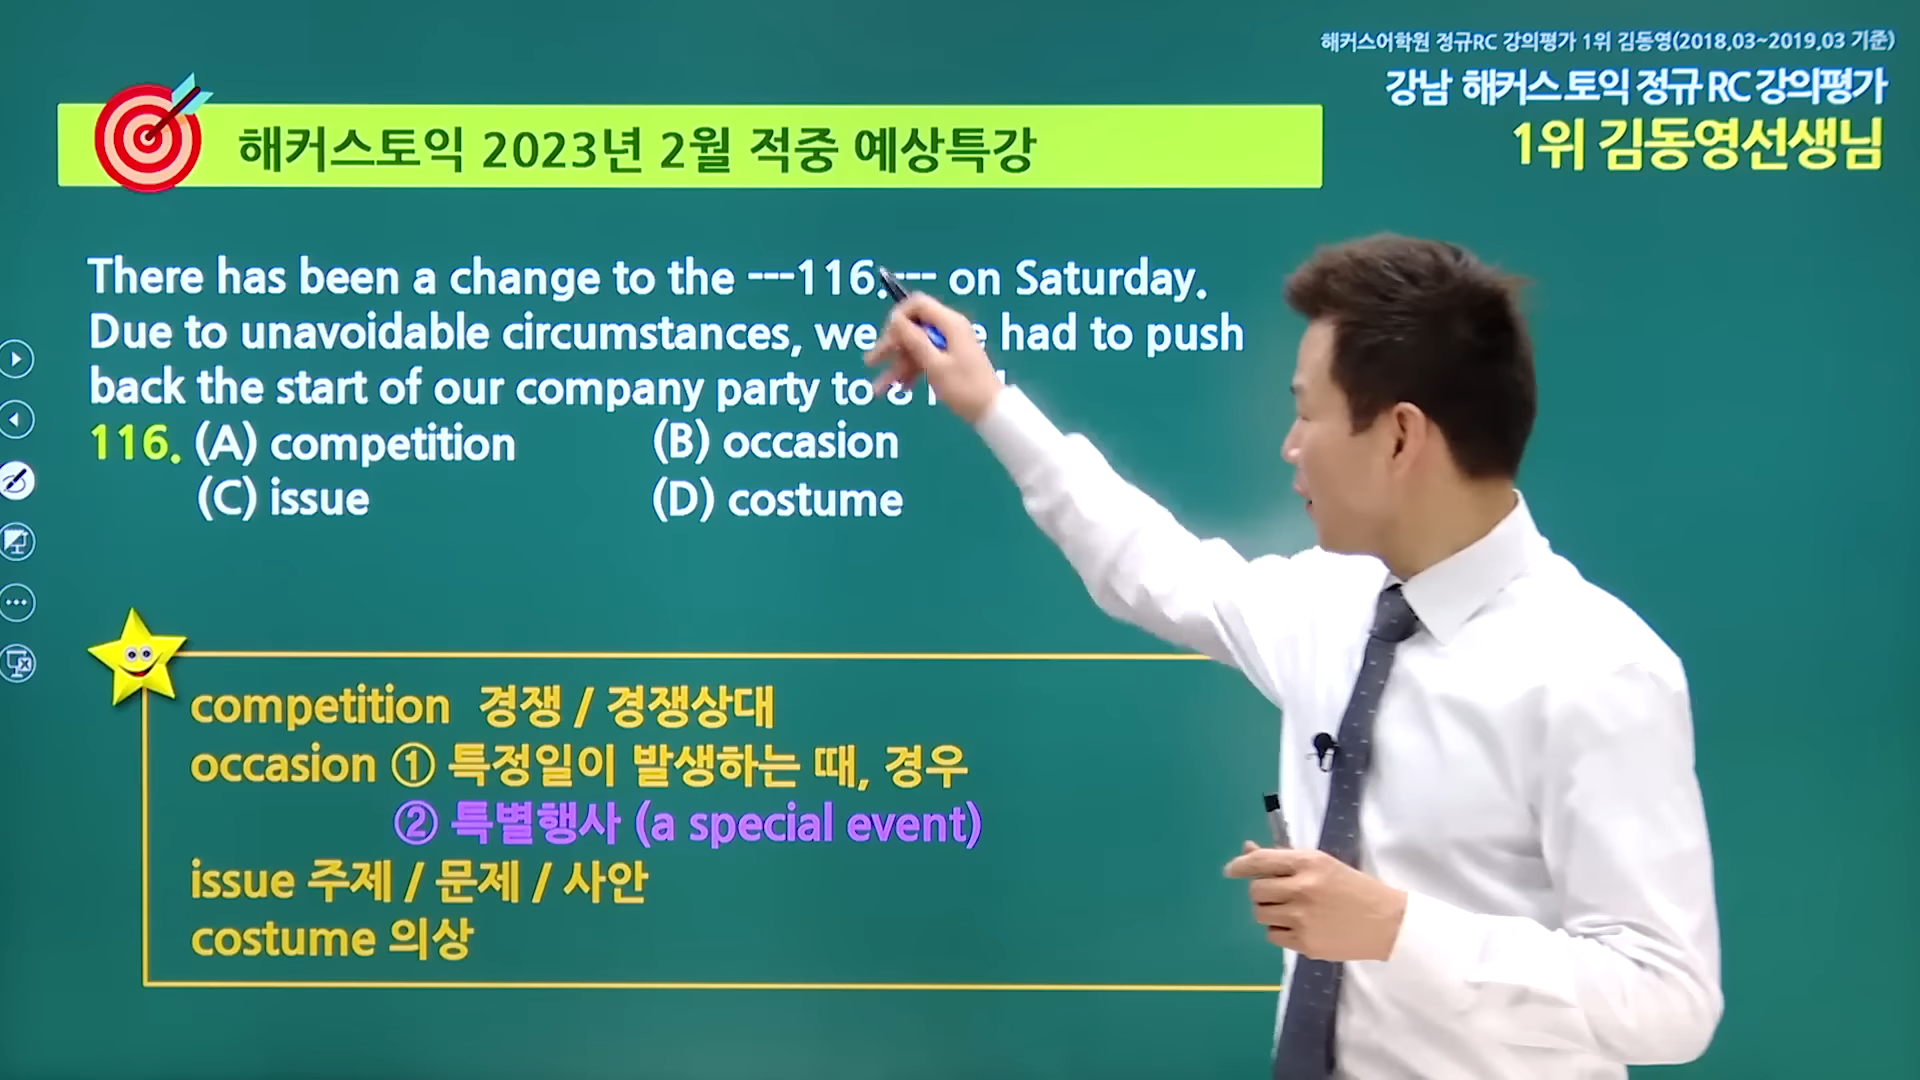 해커스어학원 정규RC 강의평가 1위 김동영(2018.03~2019.03 기준)
강남 해커스 토익 정규 RC 강의평가
1위 김동영선생님
해커스토익 2023년 2월 적중 예상특강
There has been a change to the ---116.--- on Saturday.
Due to unavoidable circumstances, we had to push
back the start of our company party to 8
116. (A) competition (B) occasion
(C) issue (D) costume
competition 경쟁 / 경쟁상대
occasion ① 특정일이 발생하는 때, 경우
② 특별행사 (a special event)
issue 주제 / 문제 / 사안
costume 의상